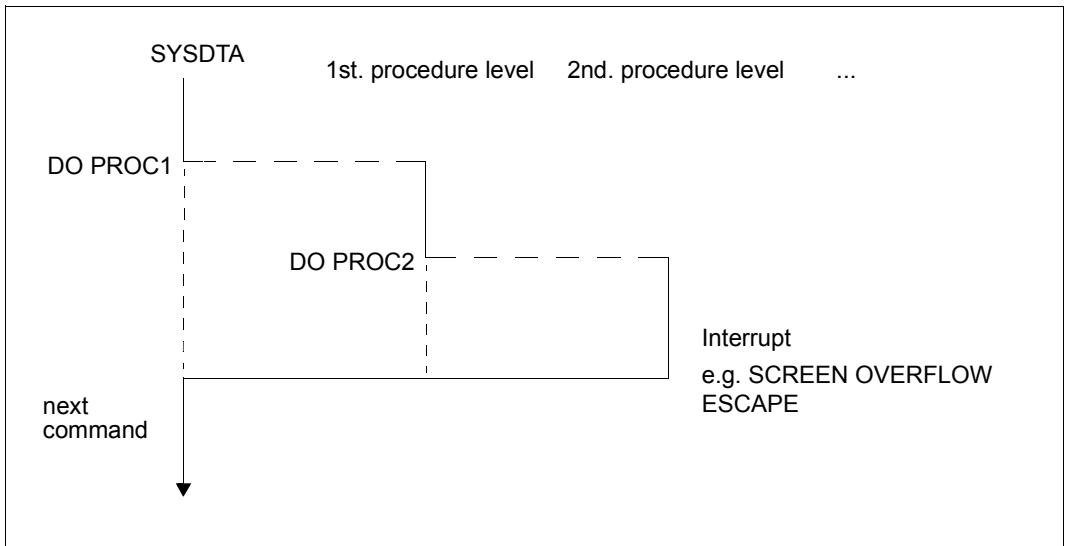 SYSDTA
1st. procedure level 2nd. procedure level ...
DO PROC1
DO PROC2
Interrupt
e.g. SCREEN OVERFLOW
ESCAPE
next
command